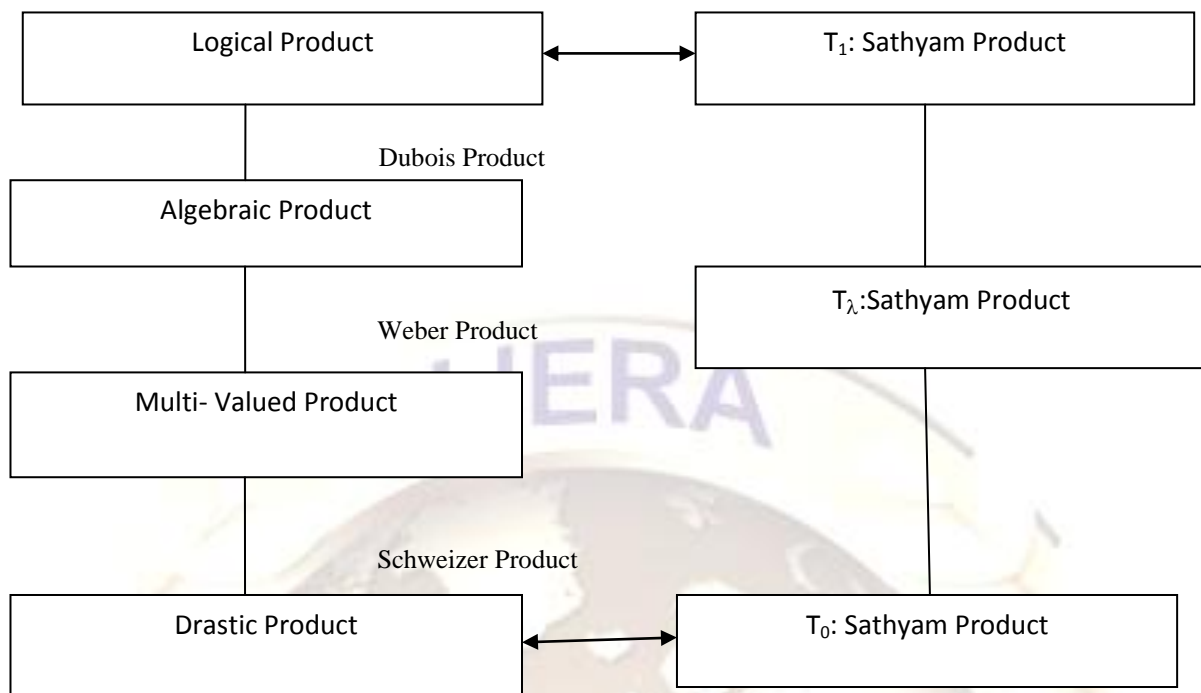 Logical Product
T₁: Sathyam Product
Dubois Product
Algebraic Product
T_λ:Sathyam Product
Weber Product
IJERA
Multi- Valued Product
Schweizer Product
Drastic Product
T₀: Sathyam Product